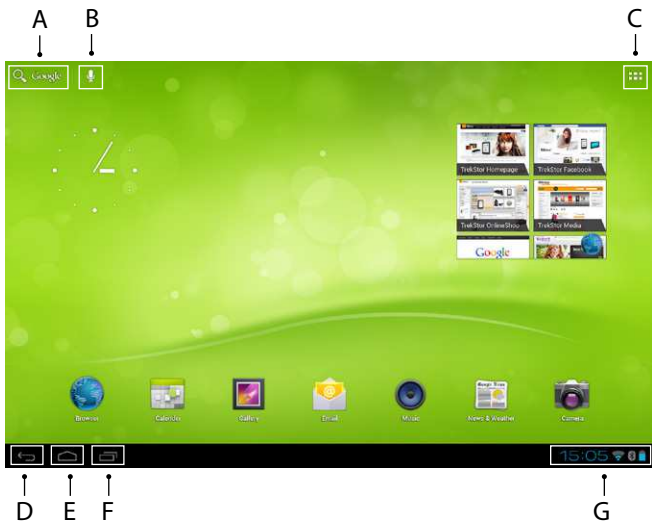 A B C
Google
TrekStor Homepage TrekStor Facebook
TrekStor OnlineShop TrekStor Media
Google
Browser Calendar Gallery Email Music News & Weather Camera
15:05
D E F G